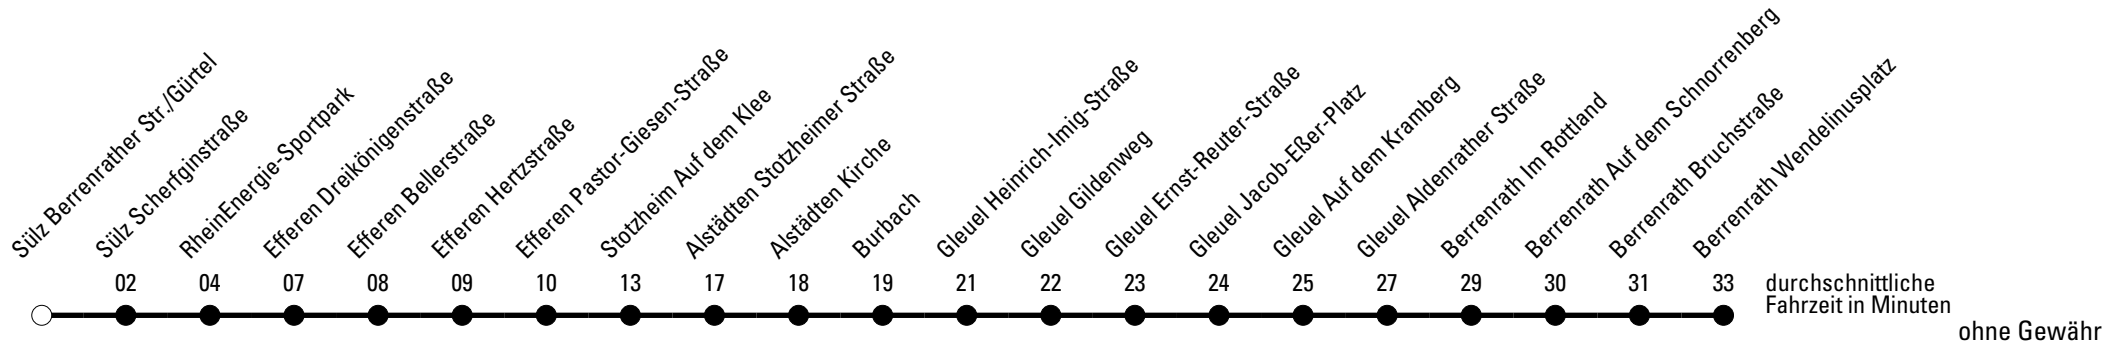 Sülz Berrenrather Str./Gürtel
Sülz Scherfginstraße
RheinEnergie-Sportpark
Efferen Dreikönigenstraße
Efferen Bellerstraße
Efferen Hertzstraße
Efferen Pastor-Giesen-Straße
Stotzheim Auf dem Klee
Alstädten Stotzheimer Straße
Alstädten Kirche
Burbach
Gleuel Heinrich-Imig-Straße
Gleuel Gildenweg
Gleuel Ernst-Reuter-Straße
Gleuel Jacob-Eßer-Platz
Gleuel Auf dem Kramberg
Gleuel Aldenrather Straße
Berrenrath Im Rottland
Berrenrath Auf dem Schnorrenberg
Berrenrath Bruchstraße
Berrenrath Wendelinusplatz
02 04 07 08 09 10 13 17 18 19 21 22 23 24 25 27 29 30 31 33
durchschnittliche
Fahrzeit in Minuten
ohne Gewähr